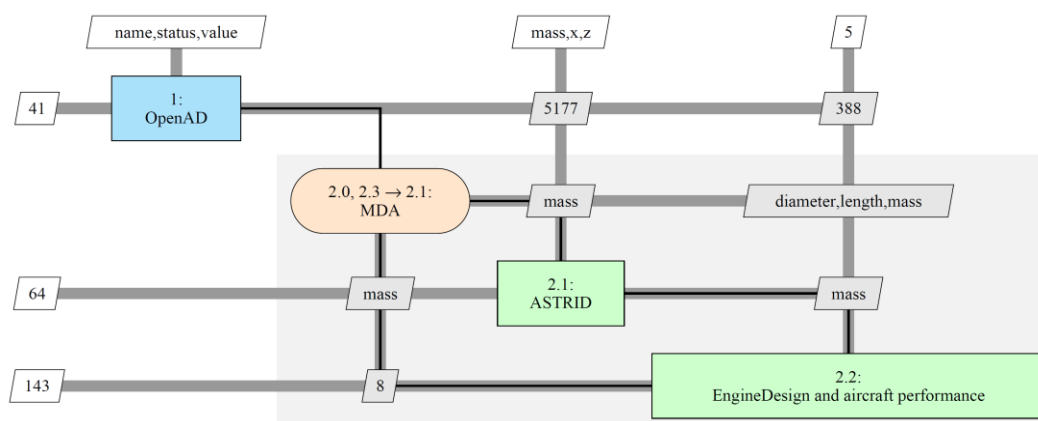 name,status,value
mass,x,z
5
41
1:
OpenAD
5177
388
2.0, 2.3 → 2.1:
MDA
mass
diameter,length,mass
64
mass
2.1:
ASTRID
mass
143
8
2.2:
EngineDesign and aircraft performance